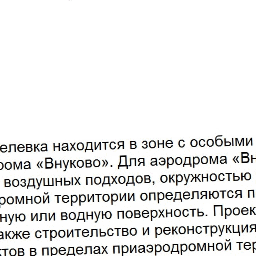 елевка находится в зоне с особыми
рома «Внуково». Для аэродрома «Вн
воздушных подходов, окружностью
ромной территории определяются п
ную или водную поверхность. Проек
акже строительство и реконструкция
ктов в пределах приаэродромной тер